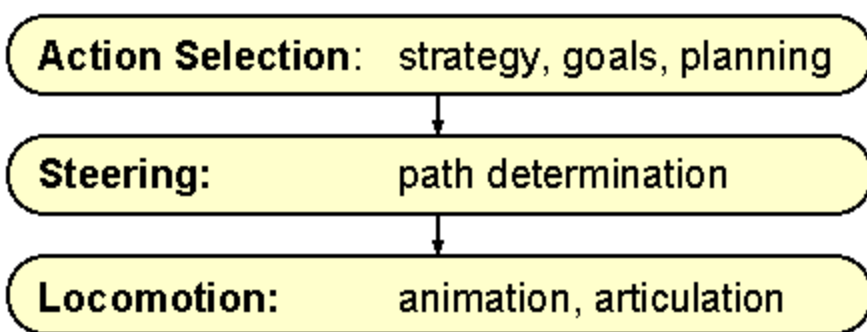 Action Selection: strategy, goals, planning
Steering: path determination
Locomotion: animation, articulation